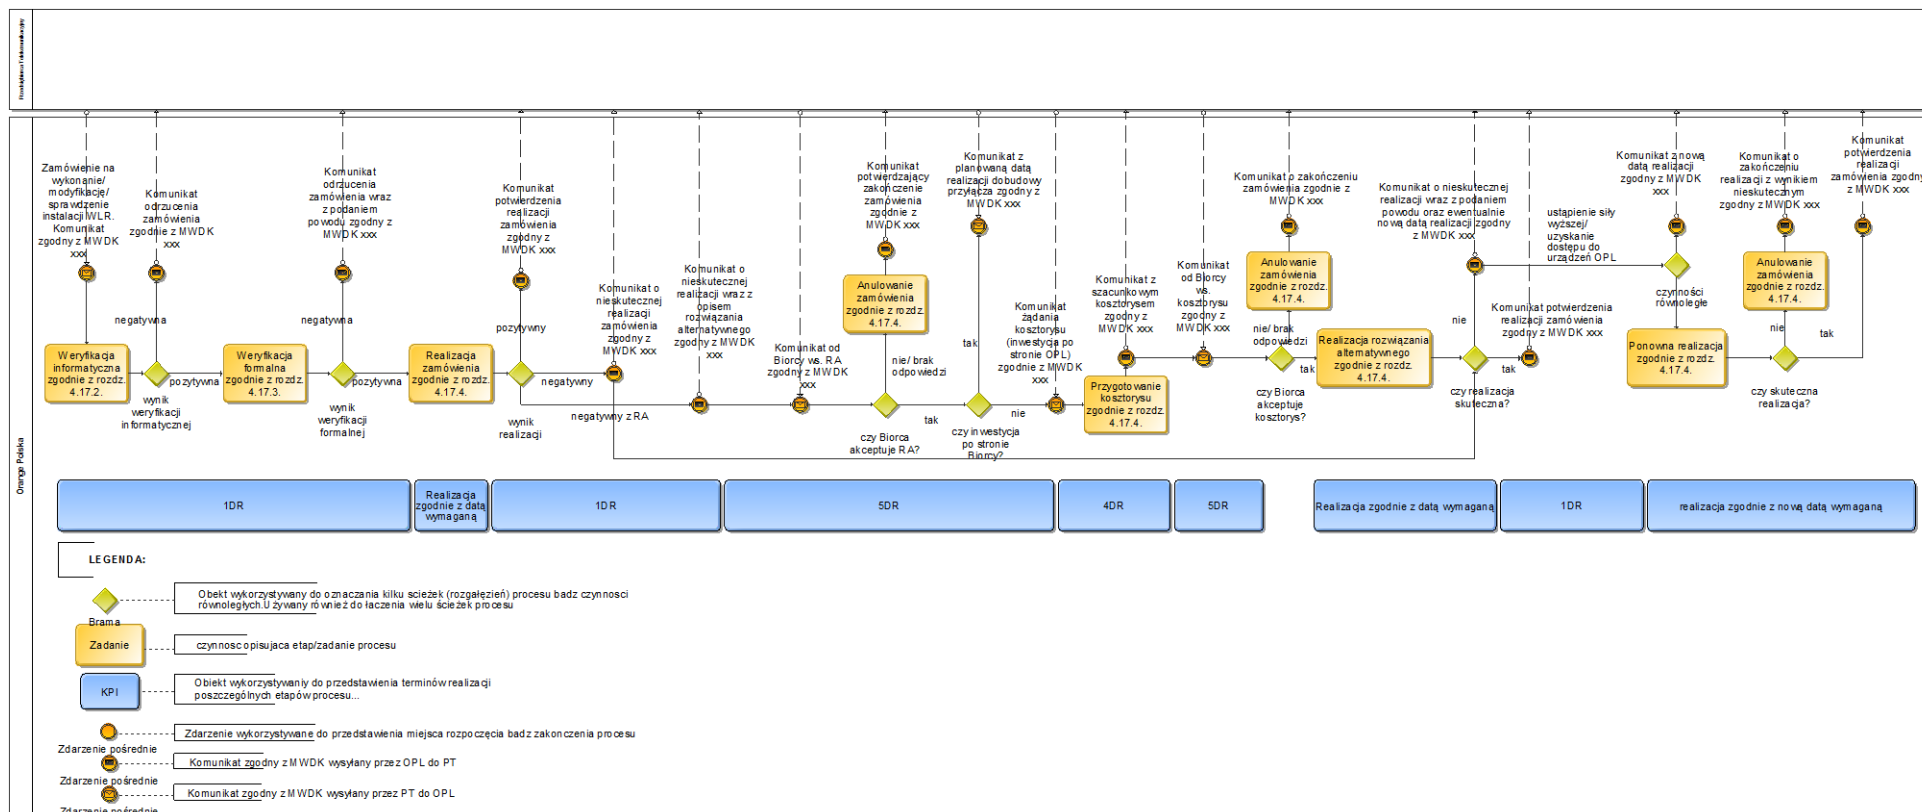 Przedsiębiorca Telekomunikacyjny
Orange Polska
Zamówienie na
wykonanie/
modyfikację/
sprawdzenie
instalacji WLR.
Komunikat
zgodny z MWDK
xxx
Komunikat
odrzucenia
zamówienia
zgodnie z MWDK
xxx
Komunikat
odrzucenia
zamówienia wraz
z podaniem
powodu zgodny z
MWDK xxx
Komunikat
potwierdzenia
realizacji
zamówienia
zgodny z
MWDK xxx
Komunikat o
nieskutecznej
realizacji
zamówienia
zgodny z
MWDK xxx
Komunikat o
nieskutecznej
realizacji wraz z
opisem
rozwiązania
alternatywnego
zgodny z MWDK
xxx
Komunikat od
Biorcy ws. RA
zgodny z MWDK
xxx
Komunikat
potwierdzający
zakończenie
zamówienia
zgodnie z
MWDK xxx
Komunikat z
planowaną datą
realizacji dobudowy
przyłącza zgodny z
MWDK xxx
Komunikat
żądania
kosztorysu
(inwestycja po
stronie OPL)
zgodnie z MWDK
xxx
Komunikat z
szacunkowym
kosztorysem
zgodny z
MWDK xxx
Komunikat
od Biorcy
ws.
kosztorysu
zgodny z
MWDK xxx
Komunikat o zakończeniu
zamówienia zgodnie z
MWDK xxx
Komunikat o nieskutecznej
realizacji wraz z podaniem
powodu oraz ewentualnie
nową datą realizacji zgodny
z MWDK xxx
ustąpienie siły
wyższej/
uzyskanie
dostępu do
urządzeń OPL
Komunikat potwierdzenia
realizacji zamówienia
zgodny z MWDK xxx
Komunikat z nową
datą realizacji
zgodny z MWDK
xxx
Komunikat o
zakończeniu
realizacji z wynikiem
nieskutecznym
zgodny z MWDK
xxx
Komunikat
potwierdzenia
realizacji
zamówienia zgodny
z MWDK xxx
negatywna
negatywna
pozytywny
Weryfikacja
informatyczna
zgodnie z rozdz.
4.17.2.
pozytywna
wynik
weryfikacji
informatycznej
Weryfikacja
formalna
zgodnie z rozdz.
4.17.3.
pozytywna
wynik
weryfikacji
formalnej
Realizacja
zamówienia
zgodnie z rozdz.
4.17.4.
negatywny
negatywny z RA
wynik
realizacji
Anulowanie
zamówienia
zgodnie z rozdz.
4.17.4.
nie/ brak
odpowiedzi
tak
czy Biorca
akceptuje RA?
tak
nie
czy inwestycja
po stronie
Biorcy?
Przygotowanie
kosztorysu
zgodnie z rozdz.
4.17.4.
Anulowanie
zamówienia
zgodnie z rozdz.
4.17.4.
nie/ brak
odpowiedzi
tak
czy Biorca
akceptuje
kosztorys?
Realizacja rozwiązania
alternatywnego
zgodnie z rozdz.
4.17.4.
nie
tak
czy realizacja
skuteczna?
czynności
równoległe
Ponowna realizacja
zgodnie z rozdz.
4.17.4.
Anulowanie
zamówienia
zgodnie z rozdz.
4.17.4.
nie
tak
czy skuteczna
realizacja?
1DR
Realizacja
zgodnie z datą
wymaganą
1DR
5DR
4DR
5DR
Realizacja zgodnie z datą wymaganą
1DR
realizacja zgodnie z nową datą wymaganą
LEGENDA:
Obekt wykorzystywany do oznaczania kilku scieżek (rozgałęzień) procesu badz czynnosci
równoległych.Używany również do łaczenia wielu ścieżek procesu
Brama
Zadanie
czynnosc opisujaca etap/zadanie procesu
KPI
Obiekt wykorzystywaniy do przedstawienia terminów realizacji
poszczególnych etapów procesu...
Zdarzenie wykorzystywane do przedstawienia miejsca rozpoczęcia badz zakonczenia procesu
Zdarzenie pośrednie
Komunikat zgodny z MWDK wysyłany przez OPL do PT
Zdarzenie pośrednie
Komunikat zgodny z MWDK wysyłany przez PT do OPL
Zdarzenie pośrednie